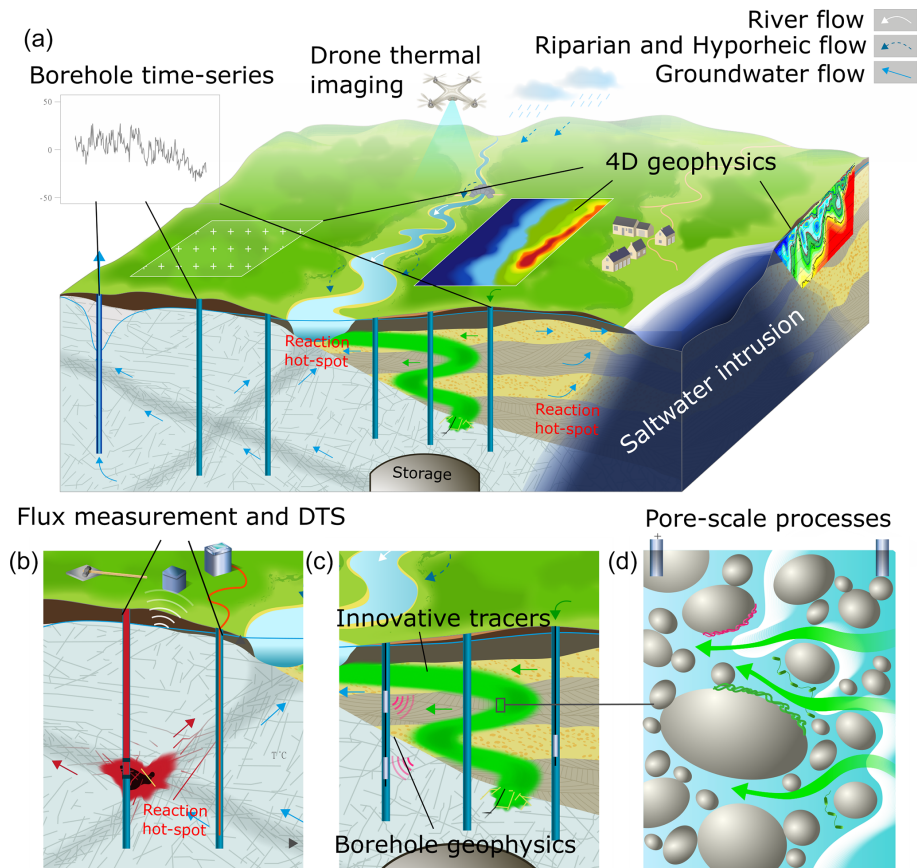 River flow
(a)
Riparian and Hyporheic flow
Groundwater flow
Drone thermal
imaging
Borehole time-series
50
0
-50
4D geophysics
Reaction
hot-spot
Reaction
hot-spot
Saltwater intrusion
Storage
Flux measurement and DTS
Pore-scale processes
(b)
(c)
(d)
Innovative tracers
T°C
Reaction
hot-spot
Borehole geophysics